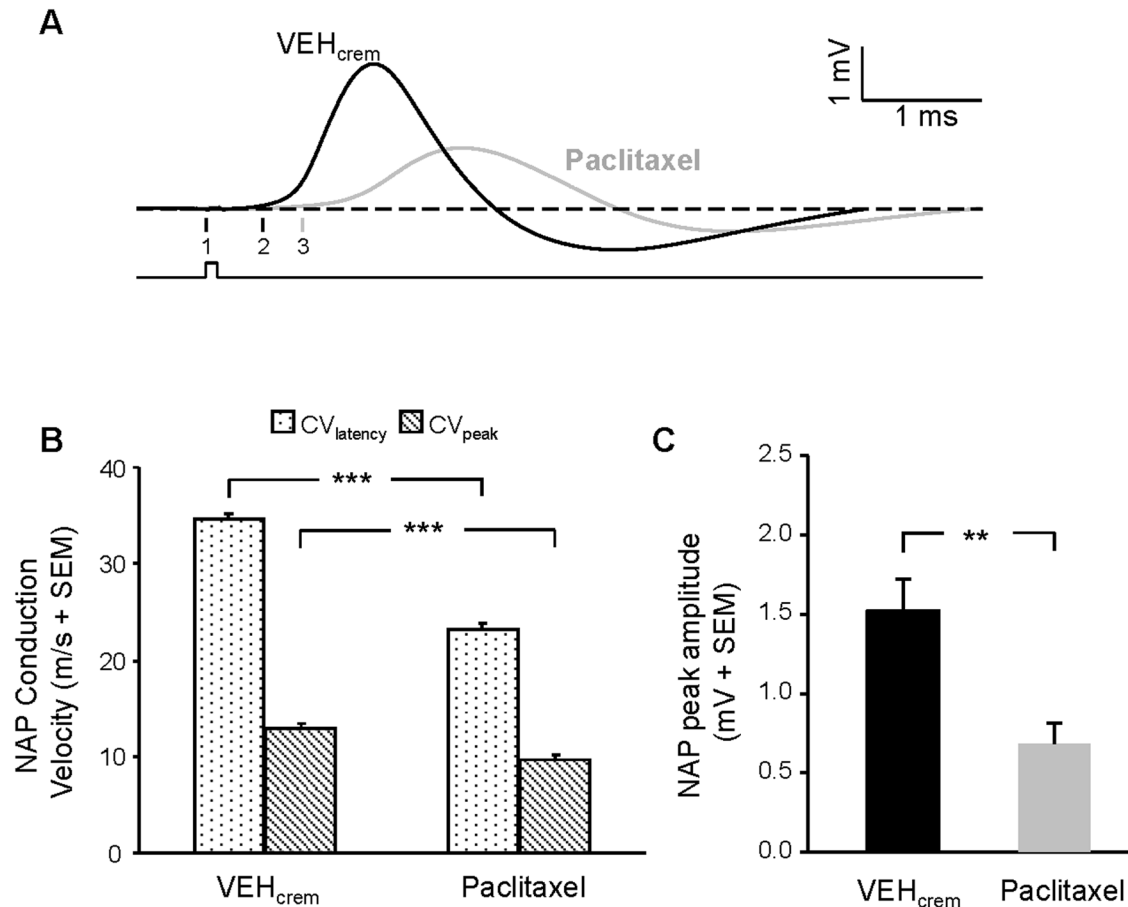 A
VEHcrem
1 mV
1 ms
Paclitaxel
1 2 3
B
CVlatency CVpeak
NAP Conduction
Velocity (m/s + SEM)
40
30
20
10
0
***
***
VEHcrem Paclitaxel
C
NAP peak amplitude
(mV + SEM)
2.5
2.0
1.5
1.0
0.5
0.0
**
VEHcrem Paclitaxel